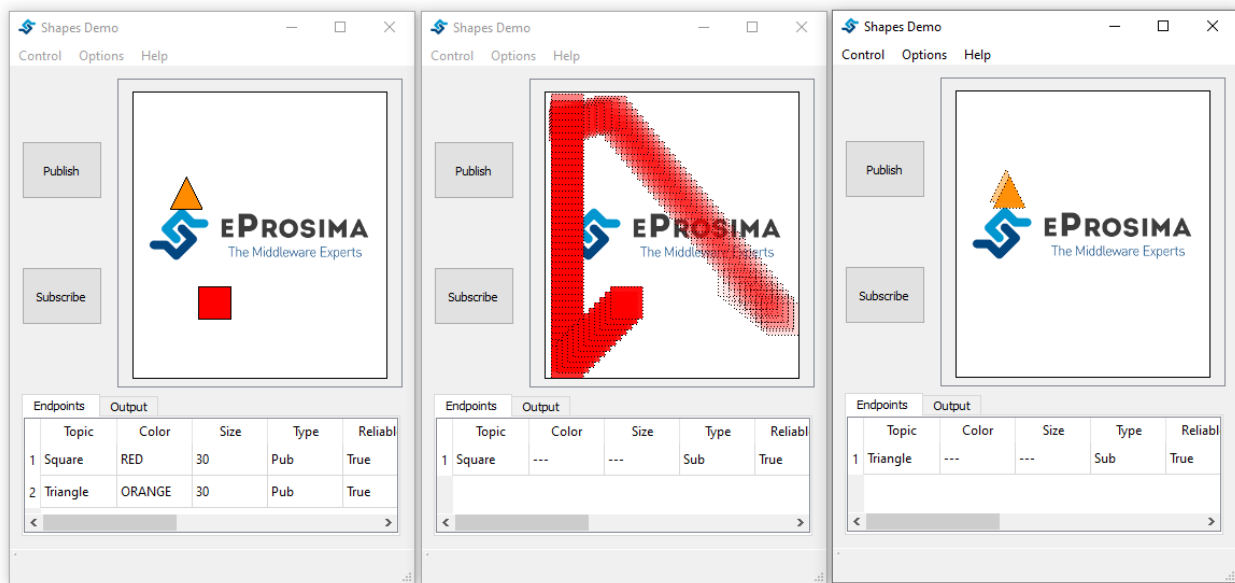 Shapes Demo
Control Options Help
Publish
Subscribe
EPROSIMA
The Middleware Experts
Endpoints Output
Topic Color Size Type Reliabl
1 Square RED 30 Pub True
2 Triangle ORANGE 30 Pub True
Shapes Demo
Control Options Help
Publish
Subscribe
EPROSIMA
The Middleware Experts
Endpoints Output
Topic Color Size Type Reliabl
1 Square --- --- Sub True
Shapes Demo
Control Options Help
Publish
Subscribe
EPROSIMA
The Middleware Experts
Endpoints Output
Topic Color Size Type Reliabl
1 Triangle --- --- Sub True